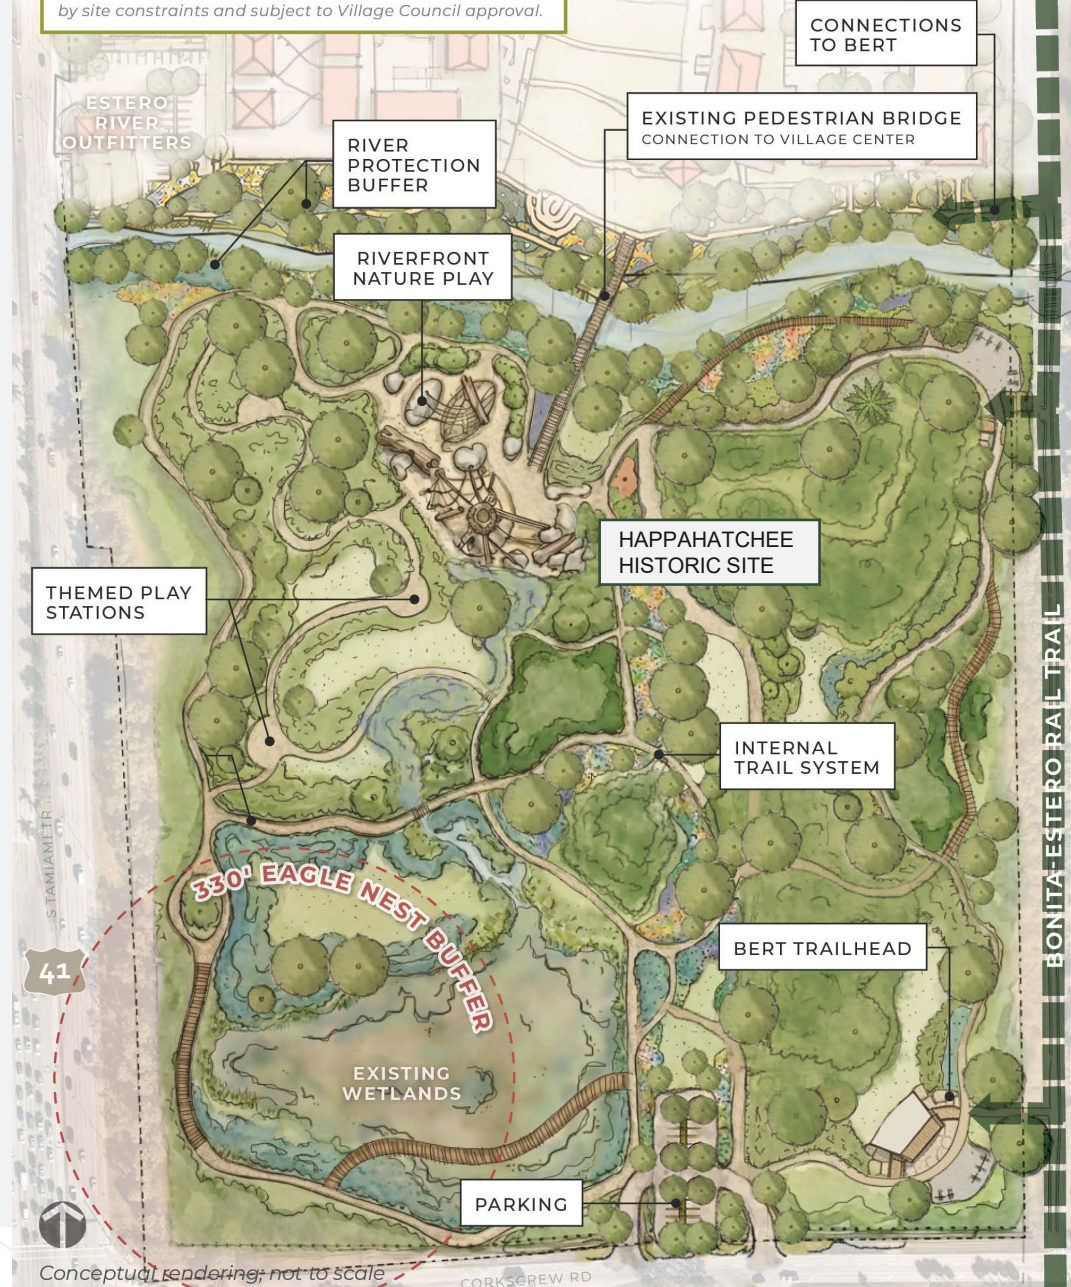 by site constraints and subject to Village Council approval.
CONNECTIONS
TO BERT
ESTERO
RIVER
OUTFITTERS
EXISTING PEDESTRIAN BRIDGE
CONNECTION TO VILLAGE CENTER
RIVER
PROTECTION
BUFFER
RIVERFRONT
NATURE PLAY
HAPPAHATCHEE
HISTORIC SITE
THEMED PLAY
STATIONS
INTERNAL
TRAIL SYSTEM
BONITA-ESTERO RAIL TRAIL
S TAMIAMI TR
330' EAGLE NEST BUFFER
BERT TRAILHEAD
41
EXISTING
WETLANDS
PARKING
Conceptual rendering; not to scale
CORKSCREW RD